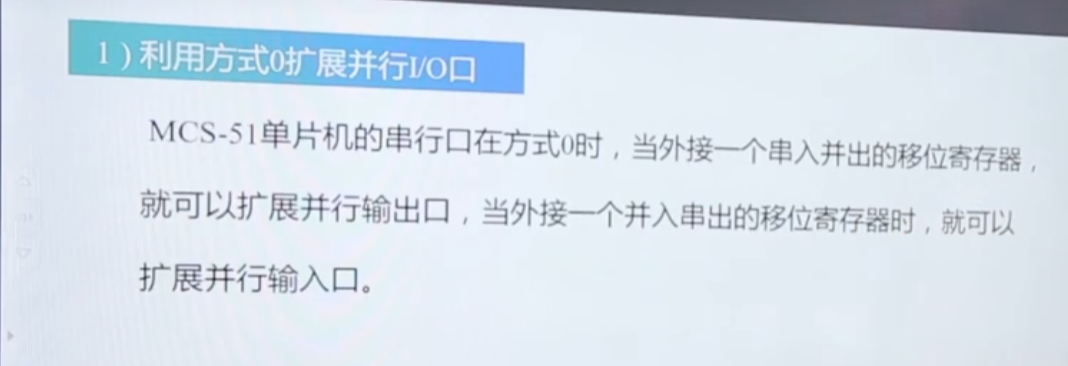 1）利用方式0扩展并行I/O口
MCS-51单片机的串行口在方式0时，当外接一个串入并出的移位寄存器，
就可以扩展并行输出口，当外接一个并入串出的移位寄存器时，就可以
扩展并行输入口。